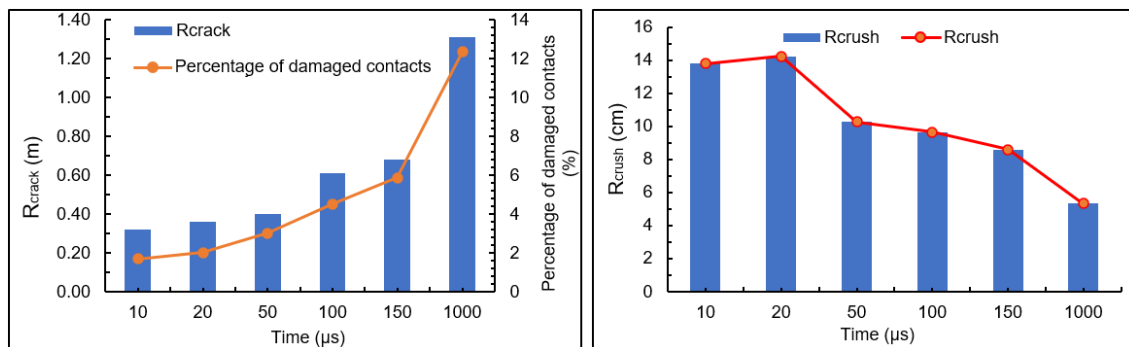 1.40
1.20
1.00
0.80
0.60
0.40
0.20
0.00
Rcrack (m)
Rcrack
Percentage of damaged contacts
14
12
10
8
6
4
2
0
Percentage of damaged contacts
(%)
10 20 50 100 150 1000
Time (µs)
16
14
12
10
8
6
4
2
0
Rcrush (cm)
Rcrush Rcrush
10 20 50 100 150 1000
Time (µs)